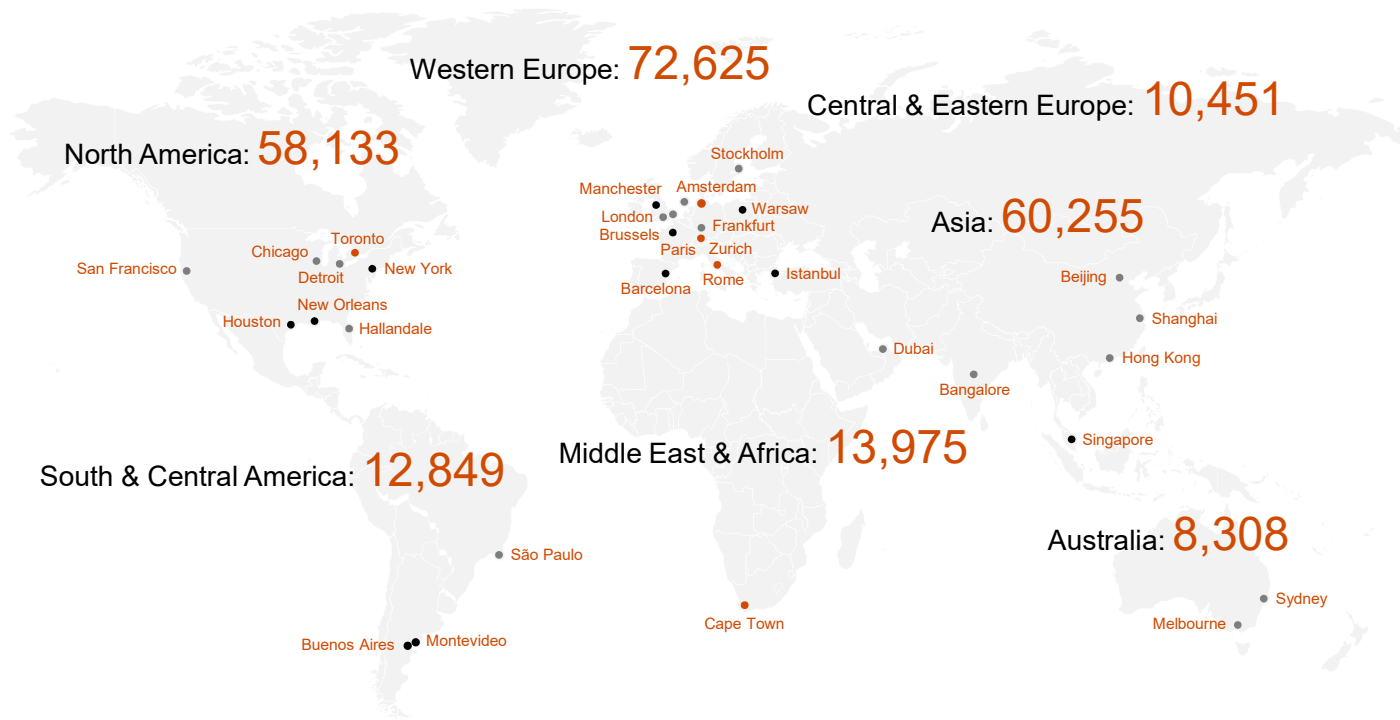 Western Europe: 72,625
Central & Eastern Europe: 10,451
North America: 58,133
Stockholm
Manchester
Amsterdam
London
Warsaw
Brussels
Frankfurt
Paris
Zurich
Rome
Barcelona
Istanbul
Asia: 60,255
Toronto
Chicago
San Francisco
Detroit
New York
New Orleans
Houston
Hallandale
Beijing
Shanghai
Hong Kong
Dubai
Bangalore
Singapore
Middle East & Africa: 13,975
South & Central America: 12,849
Australia: 8,308
São Paulo
Sydney
Melbourne
Cape Town
Buenos Aires
Montevideo